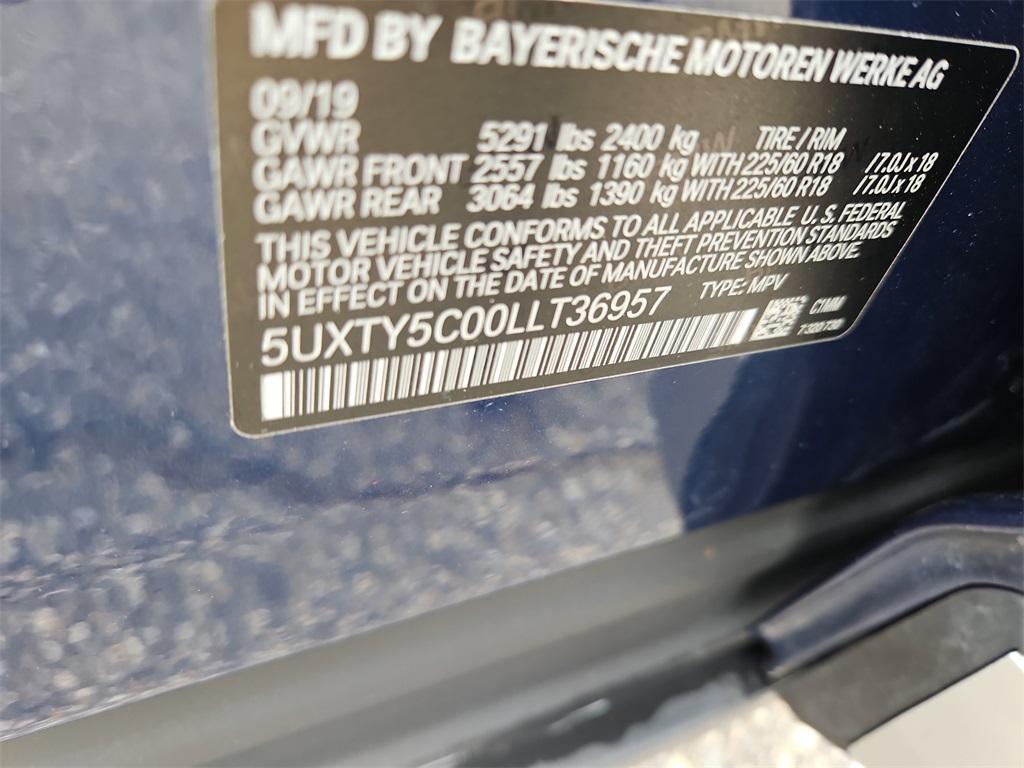 MFD BY BAYERISCHE MOTOREN WERKE AG
09/19
GVWR 5291 lbs 2400 kg TIRE / RIM
GAWR FRONT 2557 lbs 1160 kg WITH 225/60 R18 /7.0J x 18
GAWR REAR 3064 lbs 1390 kg WITH 225/60 R18 /7.0J x 18
THIS VEHICLE CONFORMS TO ALL APPLICABLE U.S. FEDERAL
MOTOR VEHICLE SAFETY AND THEFT PREVENTION STANDARDS
IN EFFECT ON THE DATE OF MANUFACTURE SHOWN ABOVE.
5UXTY5C00LLT36957 TYPE: MPV
C1MM